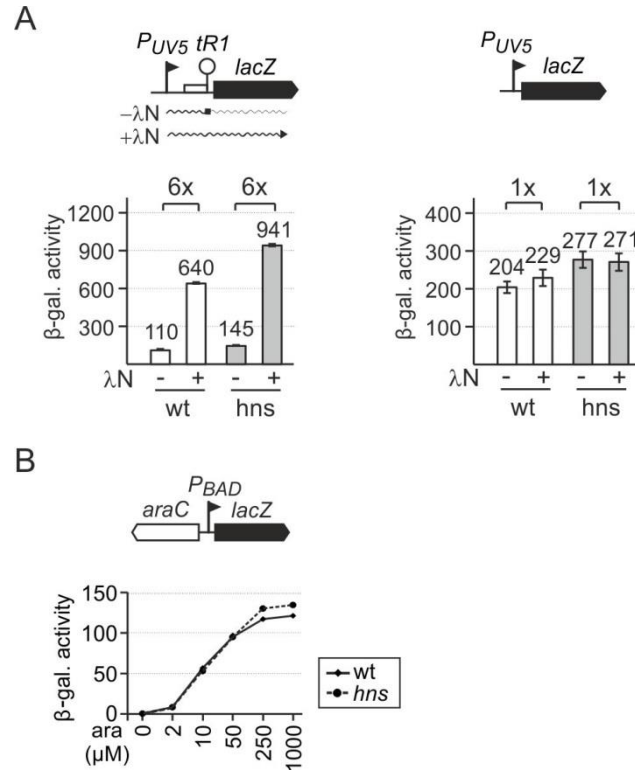 A
PUV5 tR1
lacZ
−λN
+λN
PUV5
lacZ
6x 6x
1200
900
600
300
β-gal. activity
110 640 145 941
λN - + - +
wt hns
1x 1x
400
300
200
100
β-gal. activity
204 229 277 271
λN - + - +
wt hns
B
PBAD
araC lacZ
150
100
50
0
β-gal. activity
ara (µM)
0 2 10 50 250 1000
wt
hns